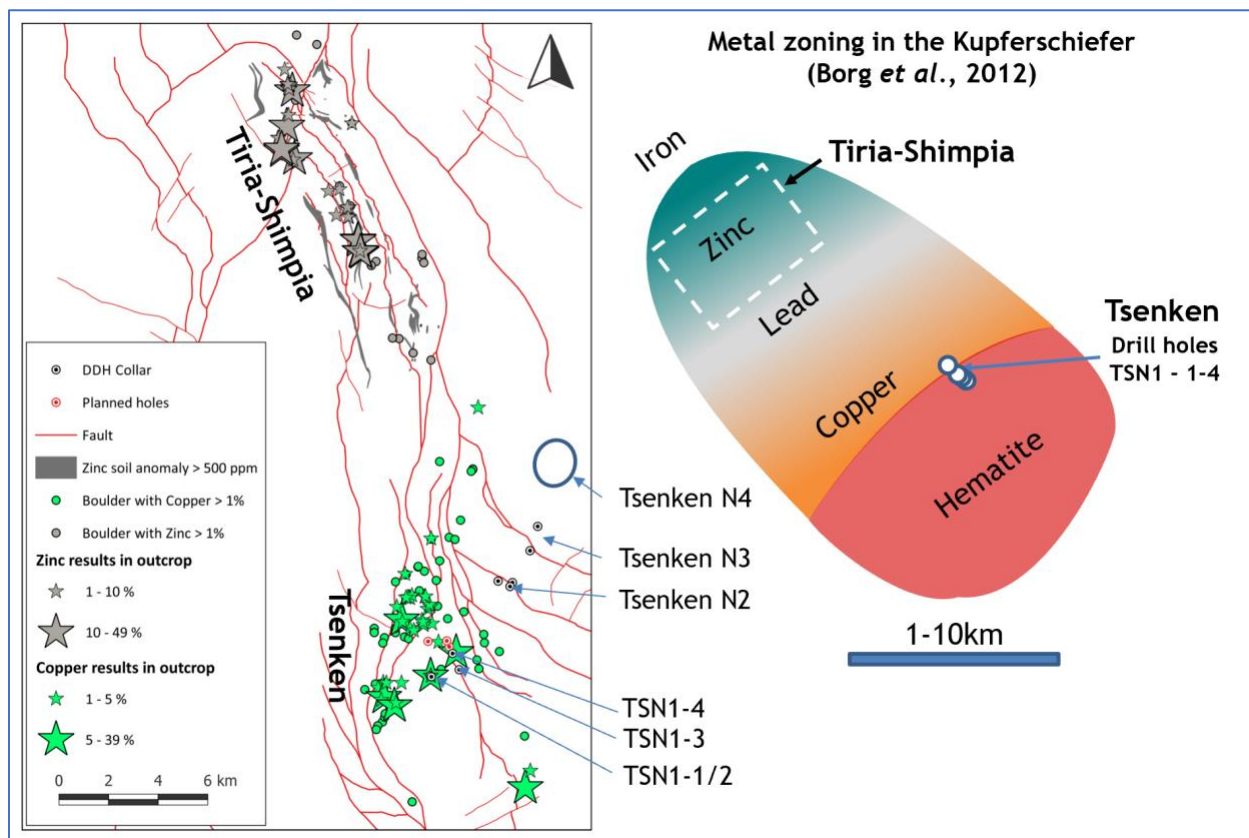 Tiria-Shimpia
Tsenken
DDH Collar
Planned holes
Fault
Zinc soil anomaly > 500 ppm
Boulder with Copper > 1%
Boulder with Zinc > 1%
Zinc results in outcrop
1 - 10 %
10 - 49 %
Copper results in outcrop
1 - 5 %
5 - 39 %
0 2 4 6 km
Tsenken N4
Tsenken N3
Tsenken N2
TSN1-4
TSN1-3
TSN1-1/2
Metal zoning in the Kupferschiefer
(Borg et al., 2012)
Iron
Tiria-Shimpia
Zinc
Lead
Copper
Hematite
Tsenken
Drill holes
TSN1 - 1-4
1-10km